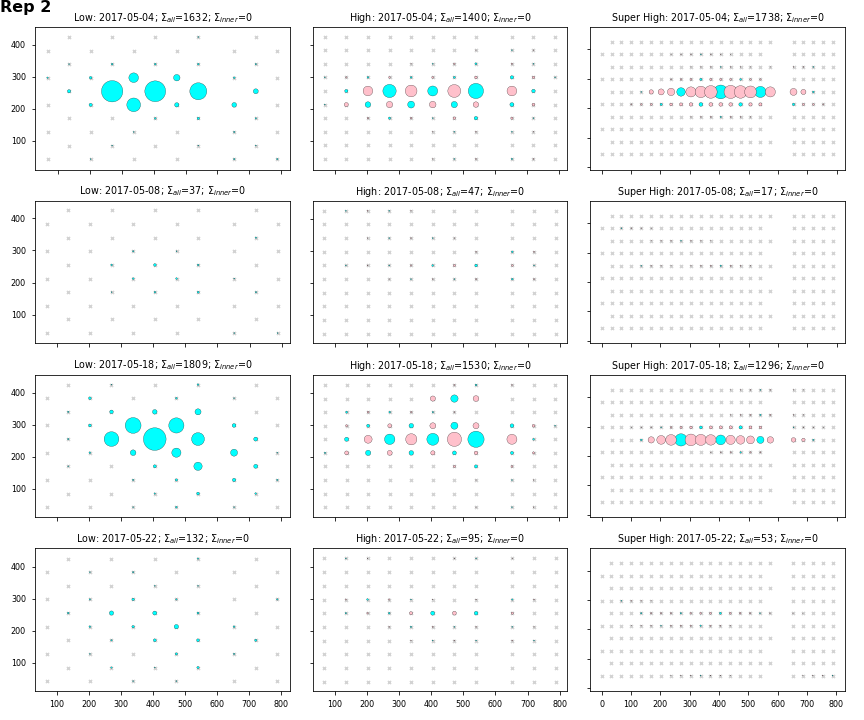 Rep 2
Low: 2017-05-04; Σall=1632; Σinner=0
High: 2017-05-04; Σall=1400; Σinner=0
Super High: 2017-05-04; Σall=1738; Σinner=0
400
300
200
100
Low: 2017-05-08; Σall=37; Σinner=0
High: 2017-05-08; Σall=47; Σinner=0
Super High: 2017-05-08; Σall=17; Σinner=0
400
300
200
100
Low: 2017-05-18; Σall=1809; Σinner=0
High: 2017-05-18; Σall=1530; Σinner=0
Super High: 2017-05-18; Σall=1296; Σinner=0
400
300
200
100
Low: 2017-05-22; Σall=132; Σinner=0
High: 2017-05-22; Σall=95; Σinner=0
Super High: 2017-05-22; Σall=53; Σinner=0
400
300
200
100
100 200 300 400 500 600 700 800
100 200 300 400 500 600 700 800
0 100 200 300 400 500 600 700 800